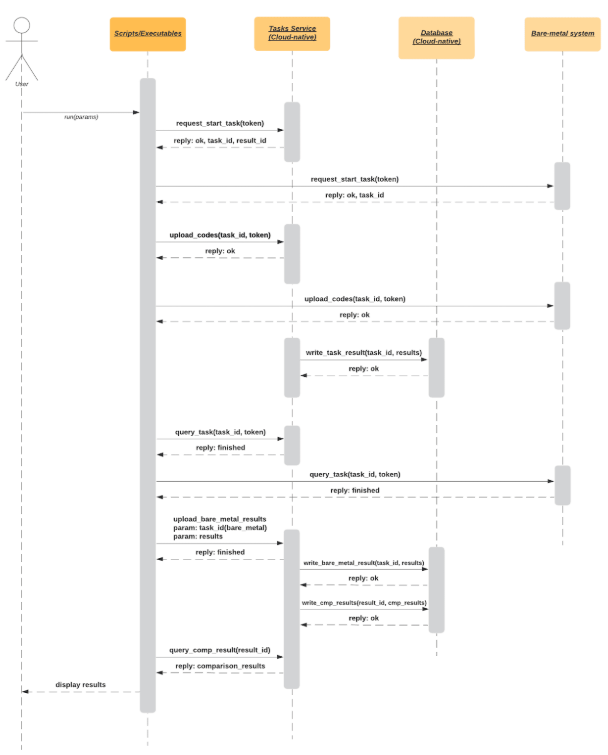 Scripts/Executables
Tasks Service
(Cloud-native)
Database
(Cloud-native)
Bare-metal system
User
run(params)
request_start_task(token)
reply: ok, task_id, result_id
request_start_task(token)
reply: ok, task_id
upload_codes(task_id, token)
reply: ok
upload_codes(task_id, token)
reply: ok
write_task_result(task_id, results)
reply: ok
query_task(task_id, token)
reply: finished
query_task(task_id, token)
reply: finished
upload_bare_metal_results
param: task_id(bare_metal)
param: results
reply: finished
write_bare_metal_result(task_id, results)
reply: ok
write_cmp_results(result_id, cmp_results)
reply: ok
query_comp_result(result_id)
reply: comparison_results
display results